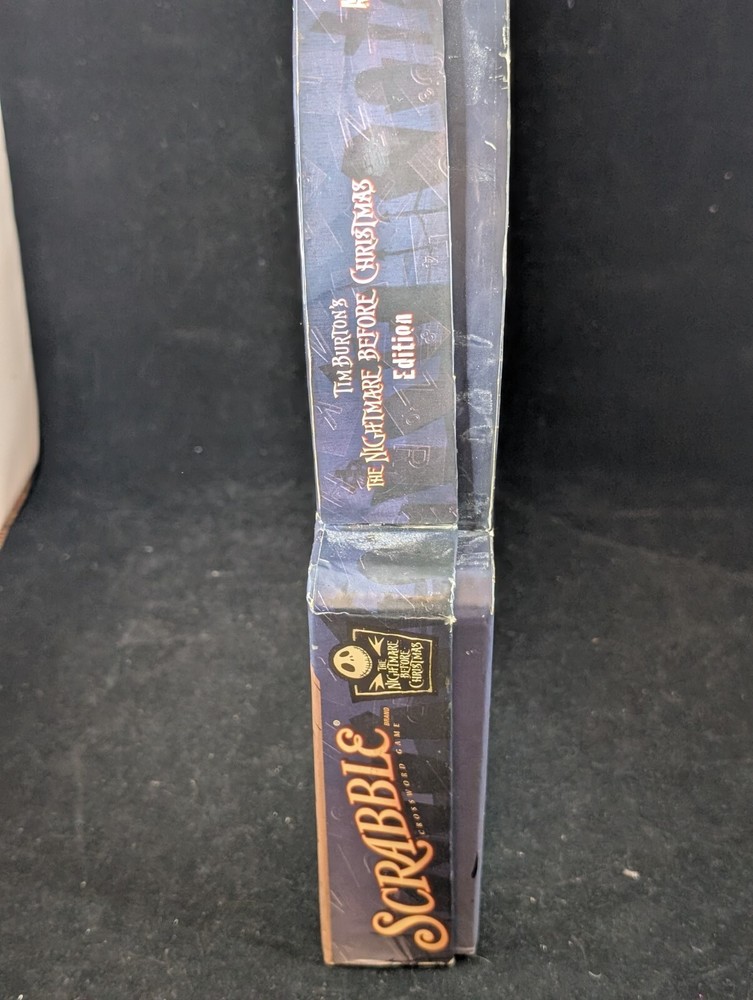 SCRABBLE®
BRAND
CROSSWORD GAME
THE
NIGHTMARE
BEFORE
CHRISTMAS
TIM BURTON'S
THE NIGHTMARE BEFORE CHRISTMAS
Edition